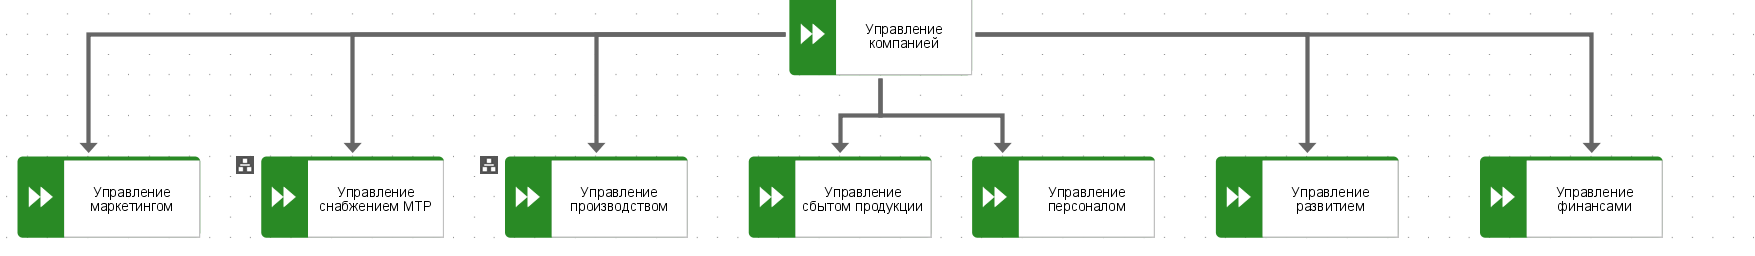 Управление
компанией
Управление
маркетингом
Управление
снабжением МТР
Управление
производством
Управление
сбытом продукции
Управление
персоналом
Управление
развитием
Управление
финансами